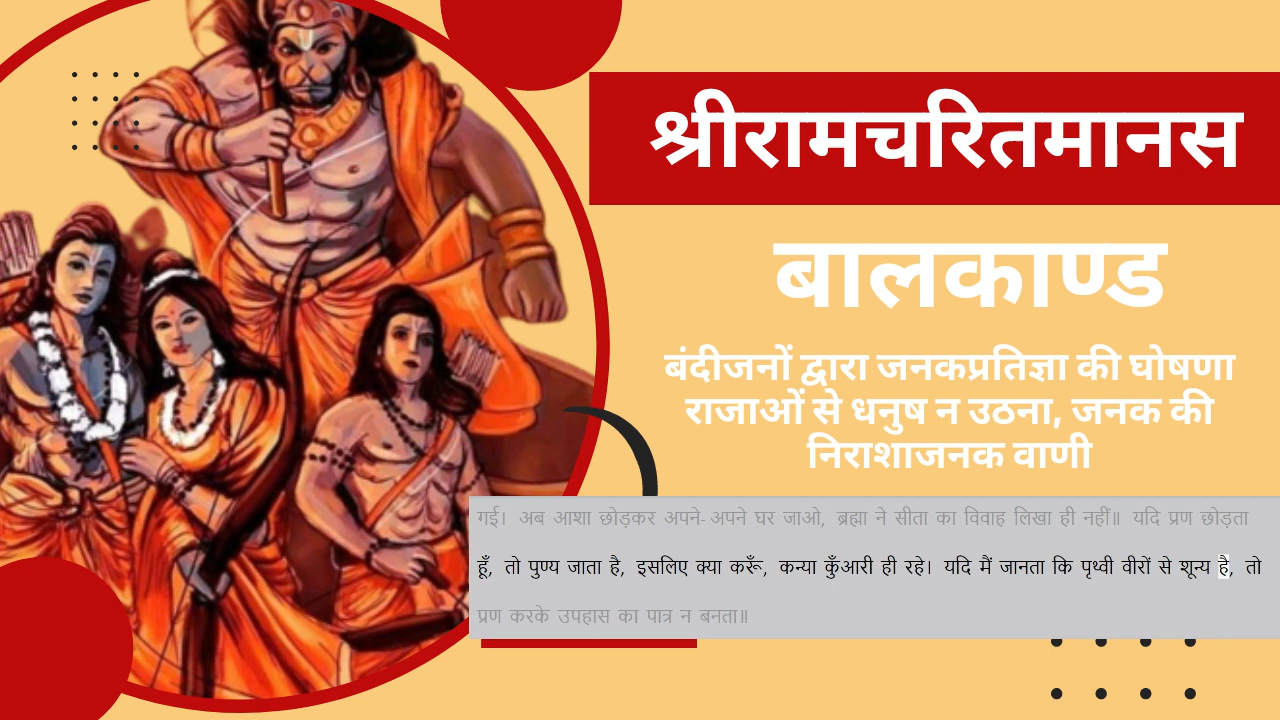 श्रीरामचरितमानस
बालकाण्ड
बंदीजनों द्वारा जनकप्रतिज्ञा की घोषणा
राजाओं से धनुष न उठना, जनक की
निराशाजनक वाणी
गई। अब आशा छोड़कर अपने-अपने घर जाओ, ब्रह्मा ने सीता का विवाह लिखा ही नहीं॥ यदि प्रण छोड़ता
हूँ, तो पुण्य जाता है, इसलिए क्या करूँ, कन्या कुँआरी ही रहे। यदि मैं जानता कि पृथ्वी वीरों से शून्य है, तो
प्रण करके उपहास का पात्र न बनता॥